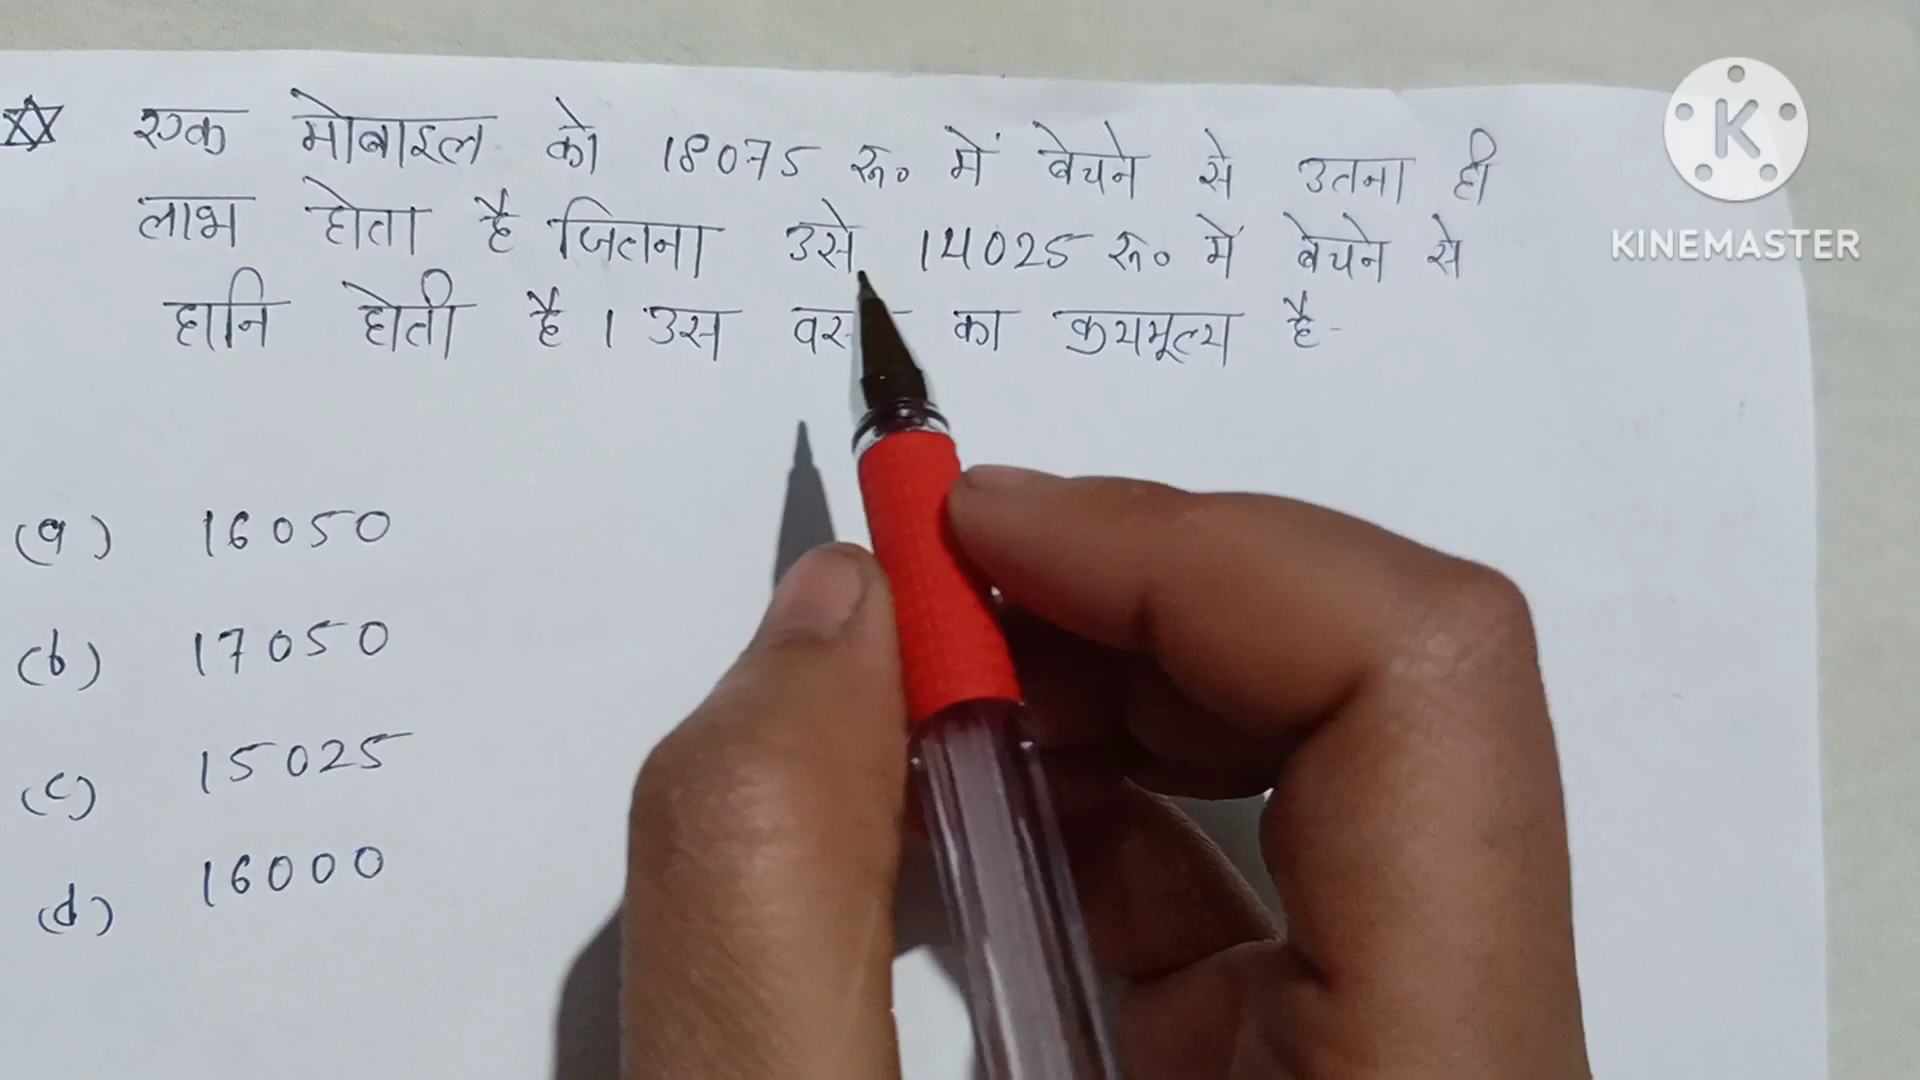 एक मोबाइल को 18075 रू० में बेचने से उतना ही
लाभ होता है जितना उसे 14025 रू० में बेचने से
हानि होती है । उस का क्रयमूल्य है -
(a) 16050
(b) 17050
(c) 15025
(d) 16000
K
KINEMASTER